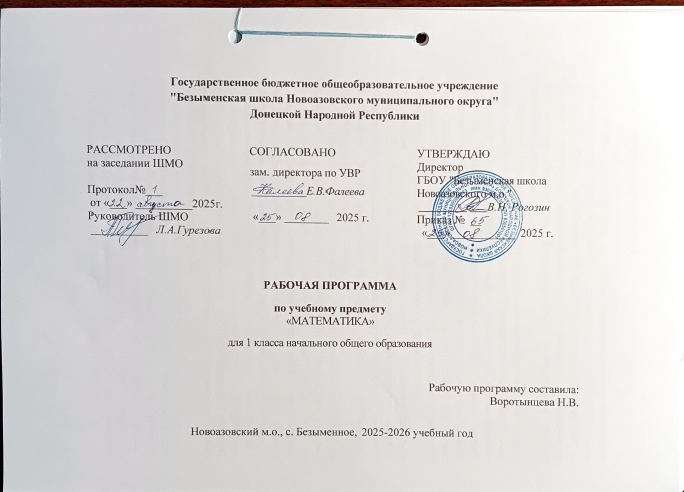 Государственное бюджетное общеобразовательное учреждение
"Безыменская школа Новоазовского муниципального округа"
Донецкой Народной Республики
РАССМОТРЕНО
на заседании ШМО
Протокол№ 1
от «22» августа 2025г.
Руководитель ШМО
Л.А.Гурезова
СОГЛАСОВАНО
зам. директора по УВР
Фалеева Е.В.Фалеева
«25» 08 2025 г.
УТВЕРЖДАЮ
Директор
ГБОУ "Безыменская школа
Новоазовского м.о.
В.Н. Рогозин
Приказ № 65
08 2025 г.
РАБОЧАЯ ПРОГРАММА
по учебному предмету
«МАТЕМАТИКА»
для 1 класса начального общего образования
Рабочую программу составила:
Воротынцева Н.В.
Новоазовский м.о., с. Безыменное, 2025-2026 учебный год